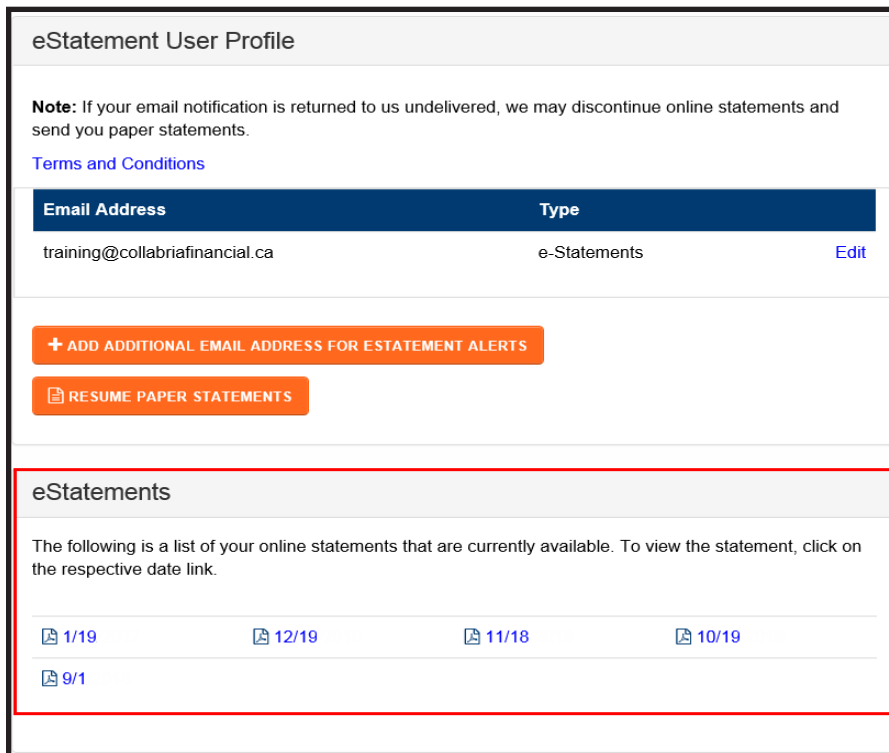 eStatement User Profile
Note: If your email notification is returned to us undelivered, we may discontinue online statements and
send you paper statements.
Terms and Conditions
Email Address Type
training@collabriafinancial.ca e-Statements Edit
+ ADD ADDITIONAL EMAIL ADDRESS FOR ESTATEMENT ALERTS
RESUME PAPER STATEMENTS
eStatements
The following is a list of your online statements that are currently available. To view the statement, click on
the respective date link.
1/19 12/19 11/18 10/19
9/1